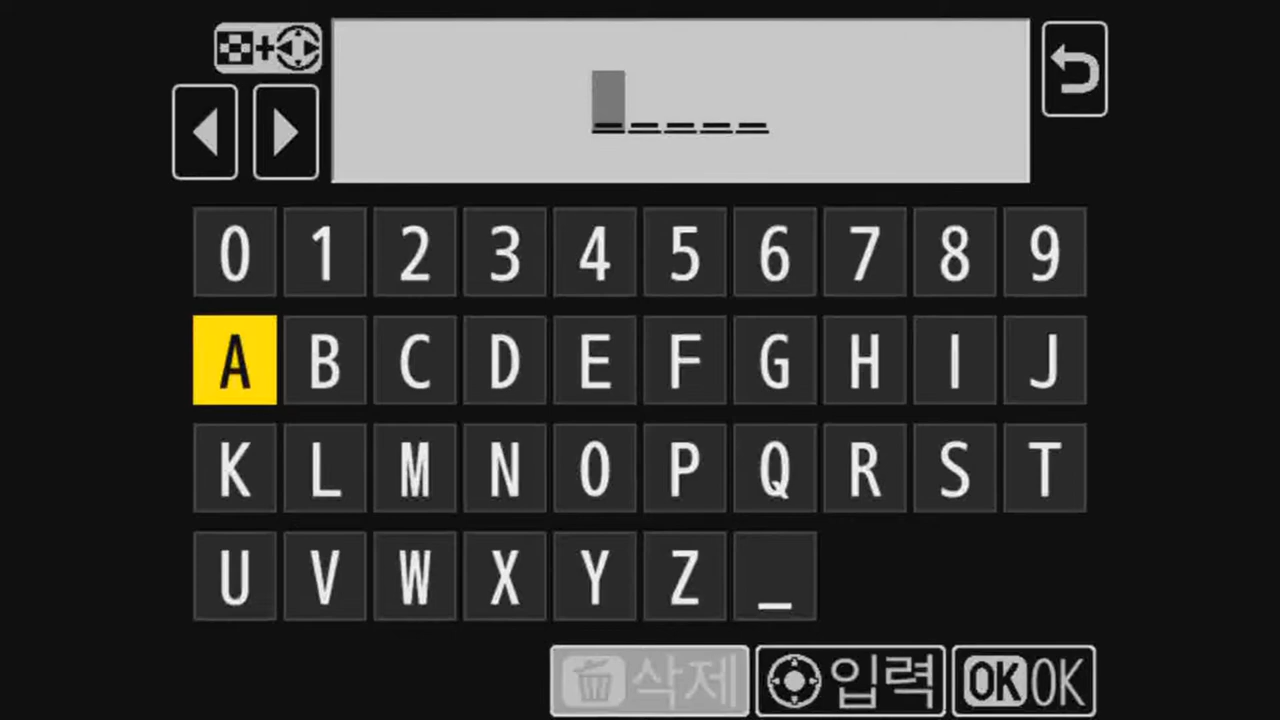 _ _ _ _ _
0 1 2 3 4 5 6 7 8 9
A B C D E F G H I J
K L M N O P Q R S T
U V W X Y Z _
삭제 입력 OK OK